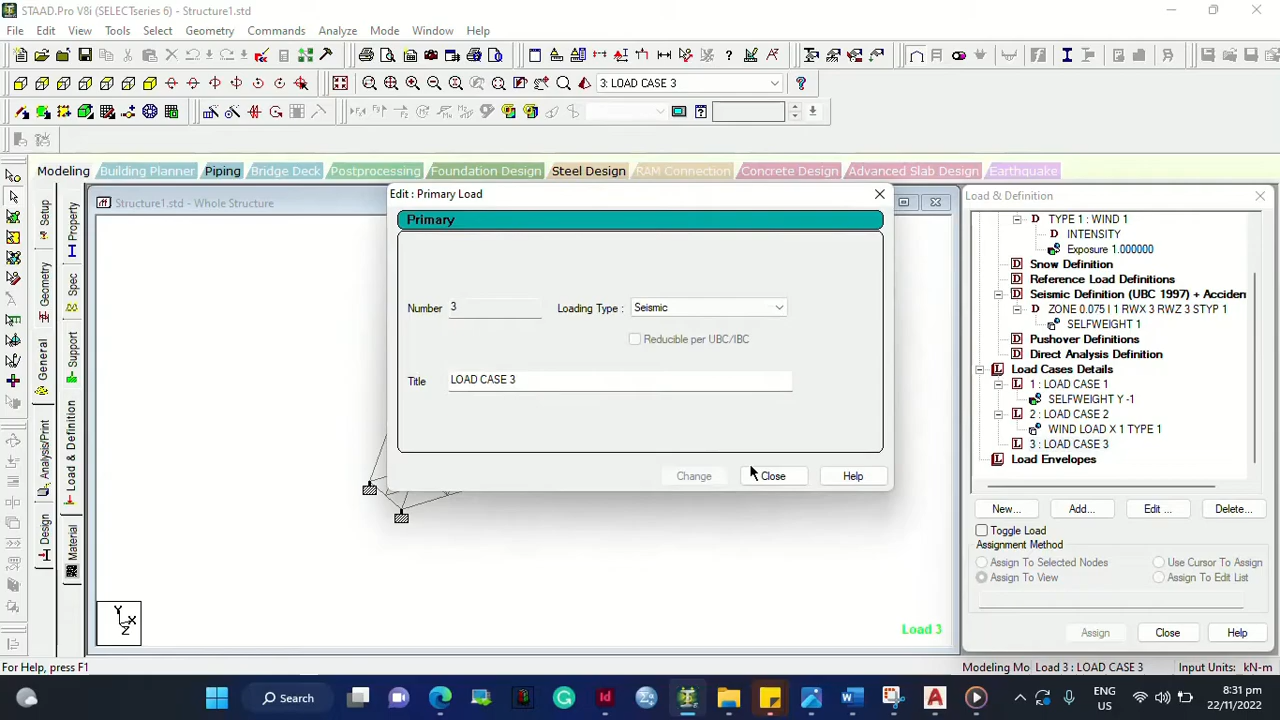 STAAD.Pro V8i (SELECTseries 6) - Structure1.std
File Edit View Tools Select Geometry Commands Analyze Mode Window Help
3: LOAD CASE 3
Modeling Building Planner Piping Bridge Deck Postprocessing Foundation Design Steel Design RAM Connection Concrete Design Advanced Slab Design Earthquake
Structure1.std - Whole Structure
Setup
Geometry
General
Analysis/Print
Design
Property
Spec
Support
Load & Definition
Material
Edit : Primary Load
Primary
Number 3 Loading Type : Seismic
Reducible per UBC/IBC
Title LOAD CASE 3
Change Close Help
Y
X
Z
Load 3
Load & Definition
TYPE 1 : WIND 1
INTENSITY
Exposure 1.000000
Snow Definition
Reference Load Definitions
Seismic Definition (UBC 1997) + Acciden
ZONE 0.075 I 1 RWX 3 RWZ 3 STYP 1
SELFWEIGHT 1
Pushover Definitions
Direct Analysis Definition
Load Cases Details
1 : LOAD CASE 1
SELFWEIGHT Y -1
2 : LOAD CASE 2
WIND LOAD X 1 TYPE 1
3 : LOAD CASE 3
Load Envelopes
New... Add... Edit ... Delete...
Toggle Load
Assignment Method
Assign To Selected Nodes Use Cursor To Assign
Assign To View Assign To Edit List
Assign Close Help
For Help, press F1 Modeling Mo Load 3 : LOAD CASE 3 Input Units: kN-m
Search
ENG
US
8:31 pm
22/11/2022